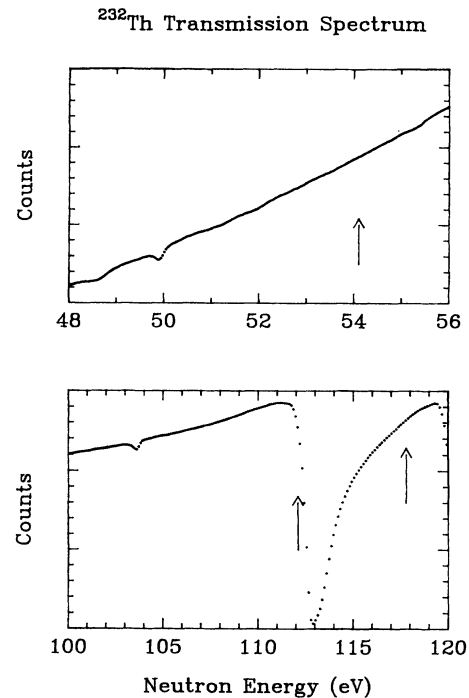 ²³²Th Transmission Spectrum
Counts
48 50 52 54 56
Counts
100 105 110 115 120
Neutron Energy (eV)